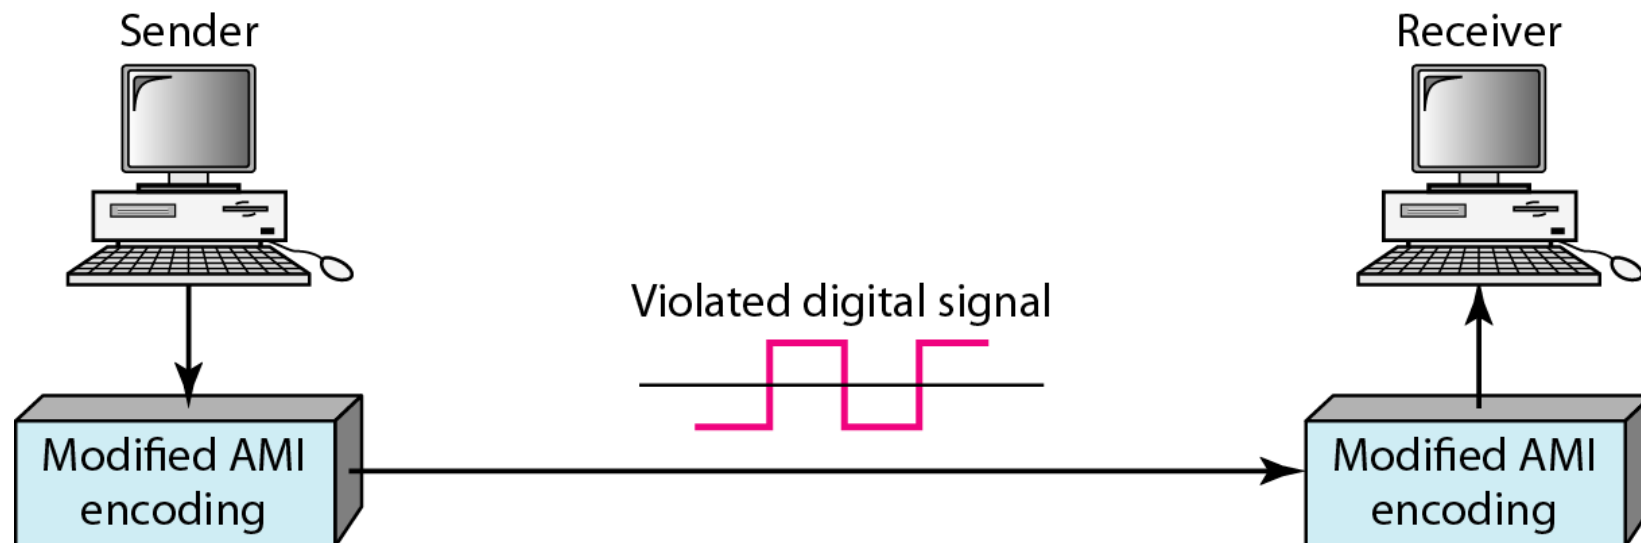 Sender
Receiver
Violated digital signal
Modified AMI
encoding
Modified AMI
encoding